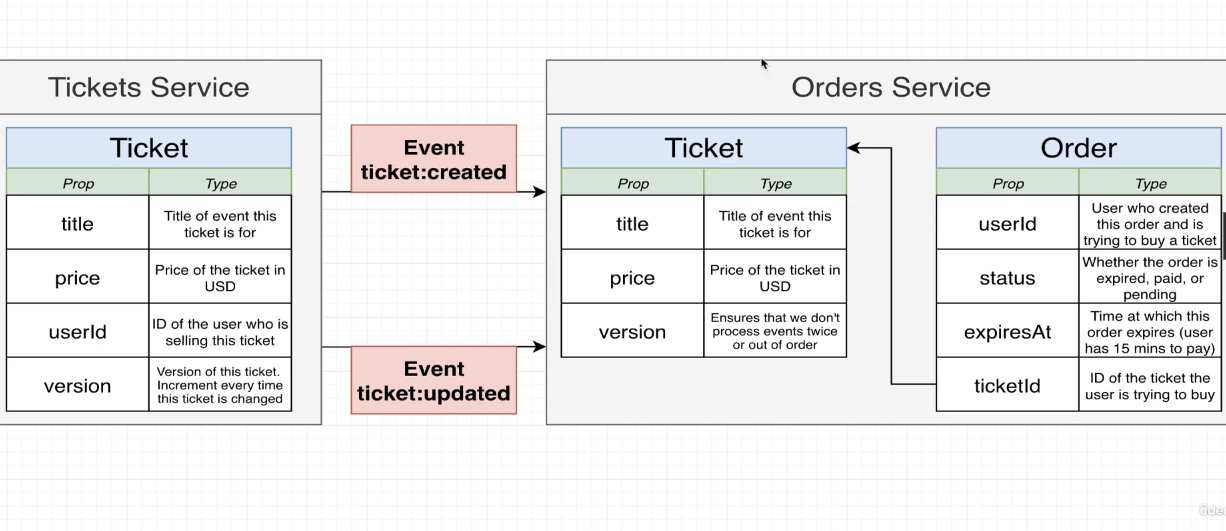 Tickets Service
Ticket
Prop
Type
title
Title of event this
ticket is for
price
Price of the ticket in
USD
userId
ID of the user who is
selling this ticket
version
Version of this ticket.
Increment every time
this ticket is changed
Event
ticket:created
Event
ticket:updated
Orders Service
Ticket
Prop
Type
title
Title of event this
ticket is for
price
Price of the ticket in
USD
version
Ensures that we don't
process events twice
or out of order
Order
Prop
Type
userId
User who created
this order and is
trying to buy a ticket
status
Whether the order is
expired, paid, or
pending
expiresAt
Time at which this
order expires (user
has 15 mins to pay)
ticketId
ID of the ticket the
user is trying to buy